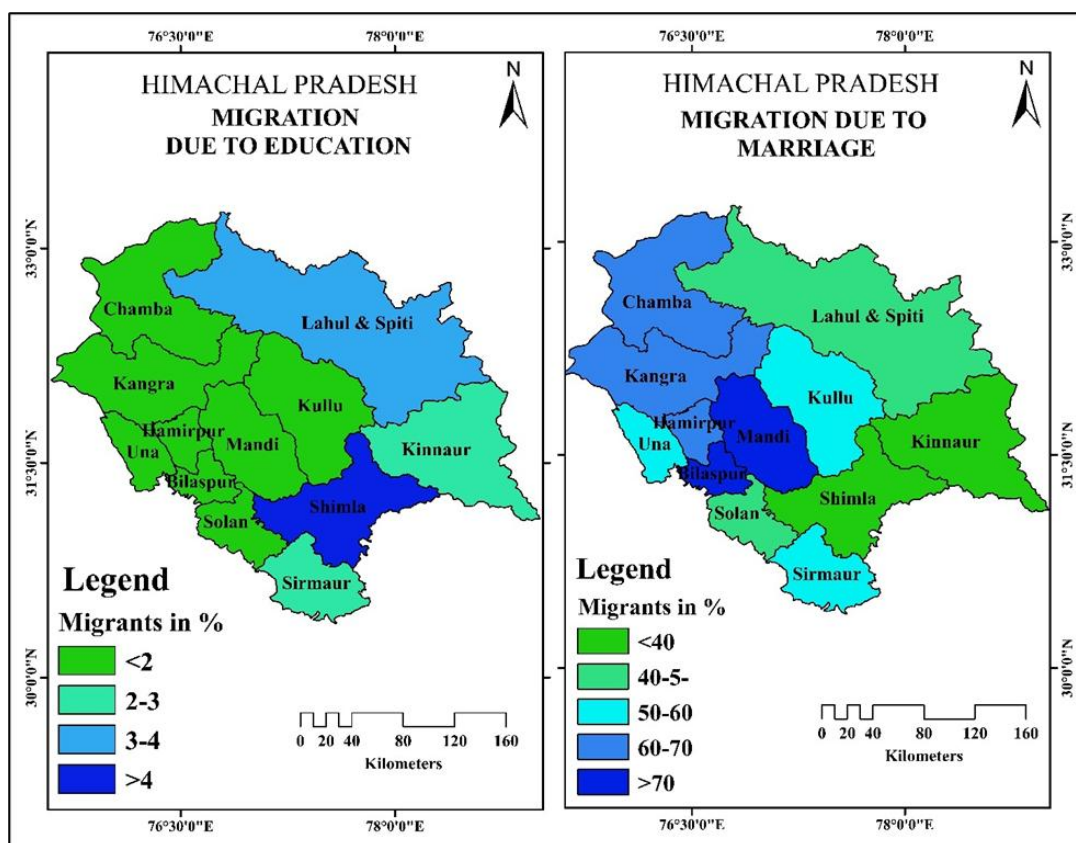 76°30'0"E
78°0'0"E
HIMACHAL PRADESH
MIGRATION
DUE TO EDUCATION
N
33°0'0"N
31°30'0"N
30°0'0"N
Chamba
Lahul & Spiti
Kangra
Kullu
Hamirpur
Una
Mandi
Kinnaur
Bilaspur
Shimla
Solan
Sirmaur
Legend
Migrants in %
<2
2-3
3-4
>4
0 20 40 80 120 160
Kilometers
76°30'0"E
78°0'0"E
76°30'0"E
78°0'0"E
HIMACHAL PRADESH
MIGRATION DUE TO
MARRIAGE
N
Chamba
Lahul & Spiti
Kangra
Kullu
Hamirpur
Una
Mandi
Kinnaur
Bilaspur
Shimla
Solan
Sirmaur
Legend
Migrants in %
<40
40-5-
50-60
60-70
>70
0 20 40 80 120 160
Kilometers
33°0'0"N
31°30'0"N
30°0'0"N
76°30'0"E
78°0'0"E